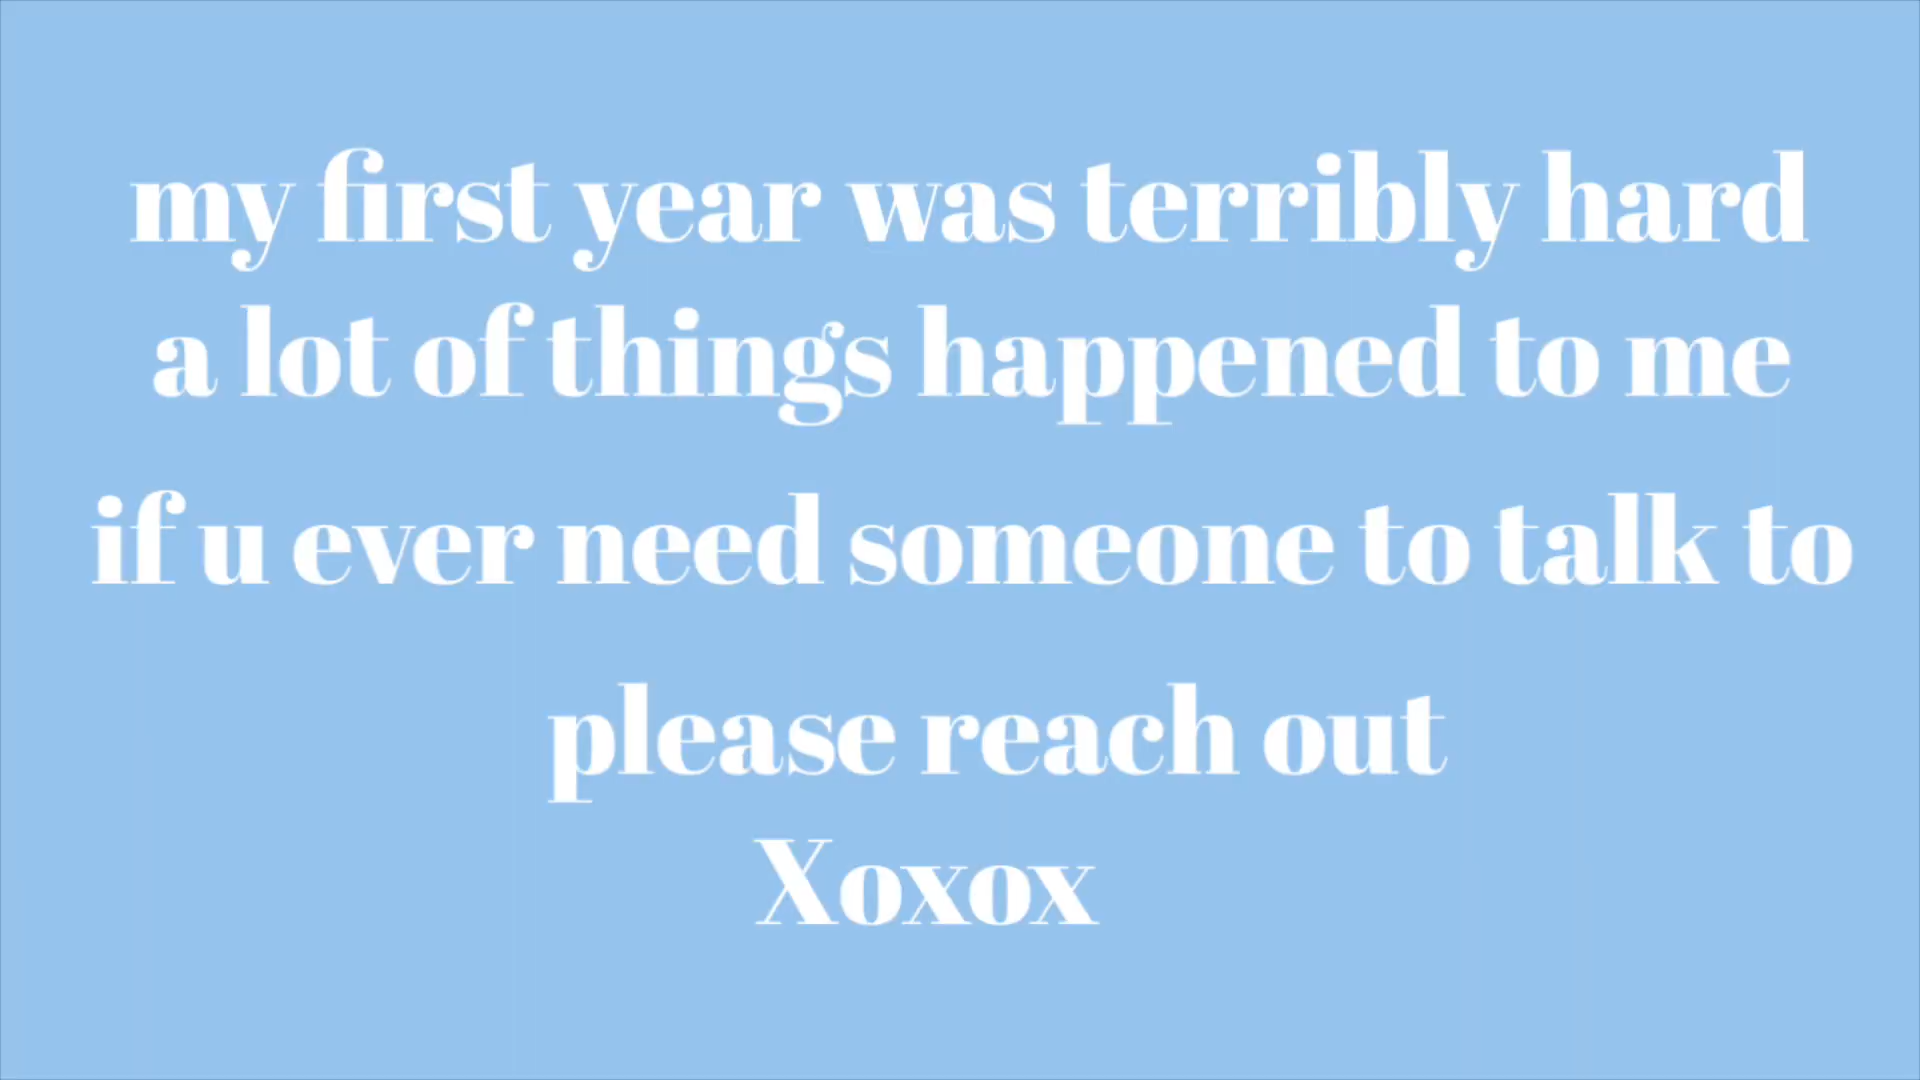 my first year was terribly hard
a lot of things happened to me
if u ever need someone to talk to
please reach out
Xoxox